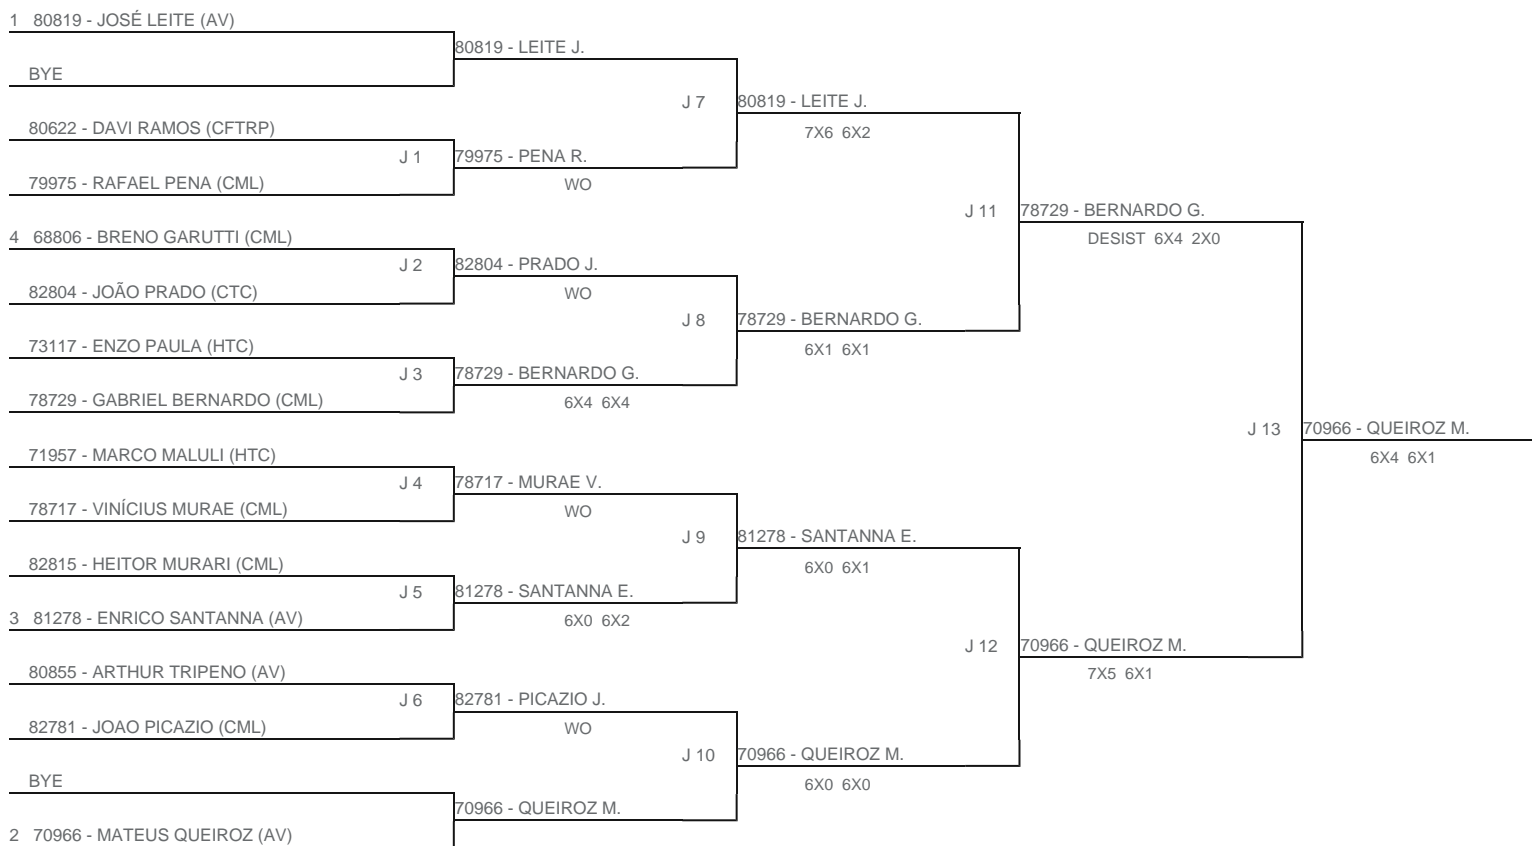 1 80819 - JOSÉ LEITE (AV)
80819 - LEITE J.
BYE
J 7
80819 - LEITE J.
7X6 6X2
80622 - DAVI RAMOS (CFTRP)
J 1
79975 - PENA R.
WO
79975 - RAFAEL PENA (CML)
J 11
78729 - BERNARDO G.
DESIST 6X4 2X0
4 68806 - BRENO GARUTTI (CML)
J 2
82804 - PRADO J.
WO
82804 - JOÃO PRADO (CTC)
J 8
78729 - BERNARDO G.
6X1 6X1
73117 - ENZO PAULA (HTC)
J 3
78729 - BERNARDO G.
6X4 6X4
78729 - GABRIEL BERNARDO (CML)
J 13
70966 - QUEIROZ M.
6X4 6X1
71957 - MARCO MALULI (HTC)
J 4
78717 - MURAE V.
WO
78717 - VINÍCIUS MURAE (CML)
J 9
81278 - SANTANNA E.
6X0 6X1
82815 - HEITOR MURARI (CML)
J 5
81278 - SANTANNA E.
6X0 6X2
3 81278 - ENRICO SANTANNA (AV)
J 12
70966 - QUEIROZ M.
7X5 6X1
80855 - ARTHUR TRIPENO (AV)
J 6
82781 - PICAZIO J.
WO
82781 - JOAO PICAZIO (CML)
J 10
70966 - QUEIROZ M.
6X0 6X0
BYE
70966 - QUEIROZ M.
2 70966 - MATEUS QUEIROZ (AV)